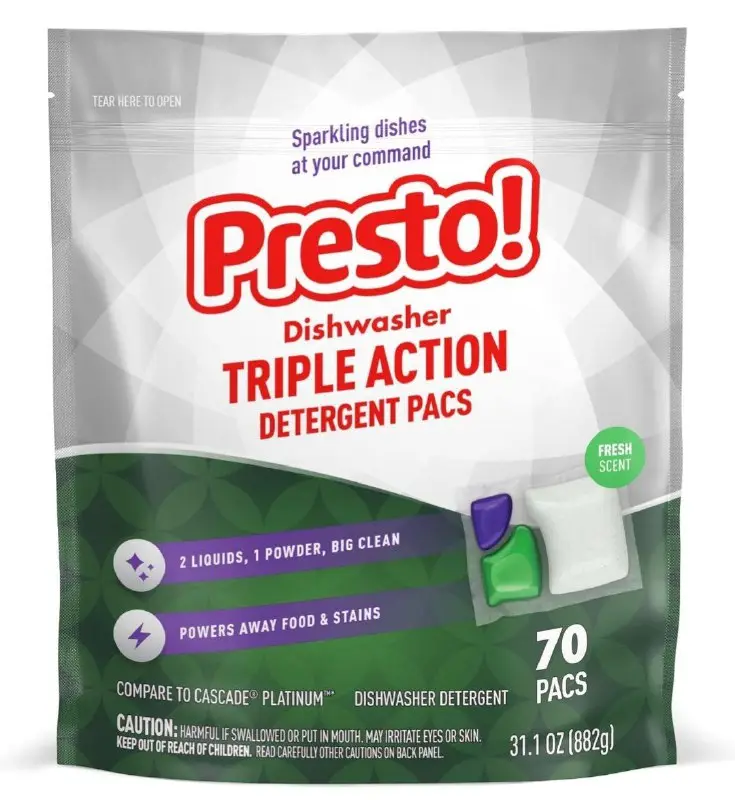 TEAR HERE TO OPEN
Sparkling dishes
at your command
Presto!
Dishwasher
TRIPLE ACTION
DETERGENT PACS
FRESH
SCENT
2 LIQUIDS, 1 POWDER, BIG CLEAN
POWERS AWAY FOOD & STAINS
70
PACS
COMPARE TO CASCADE® PLATINUM™* DISHWASHER DETERGENT
CAUTION: HARMFUL IF SWALLOWED OR PUT IN MOUTH. MAY IRRITATE EYES OR SKIN.
KEEP OUT OF REACH OF CHILDREN. READ CAREFULLY OTHER CAUTIONS ON BACK PANEL.
31.1 OZ (882g)